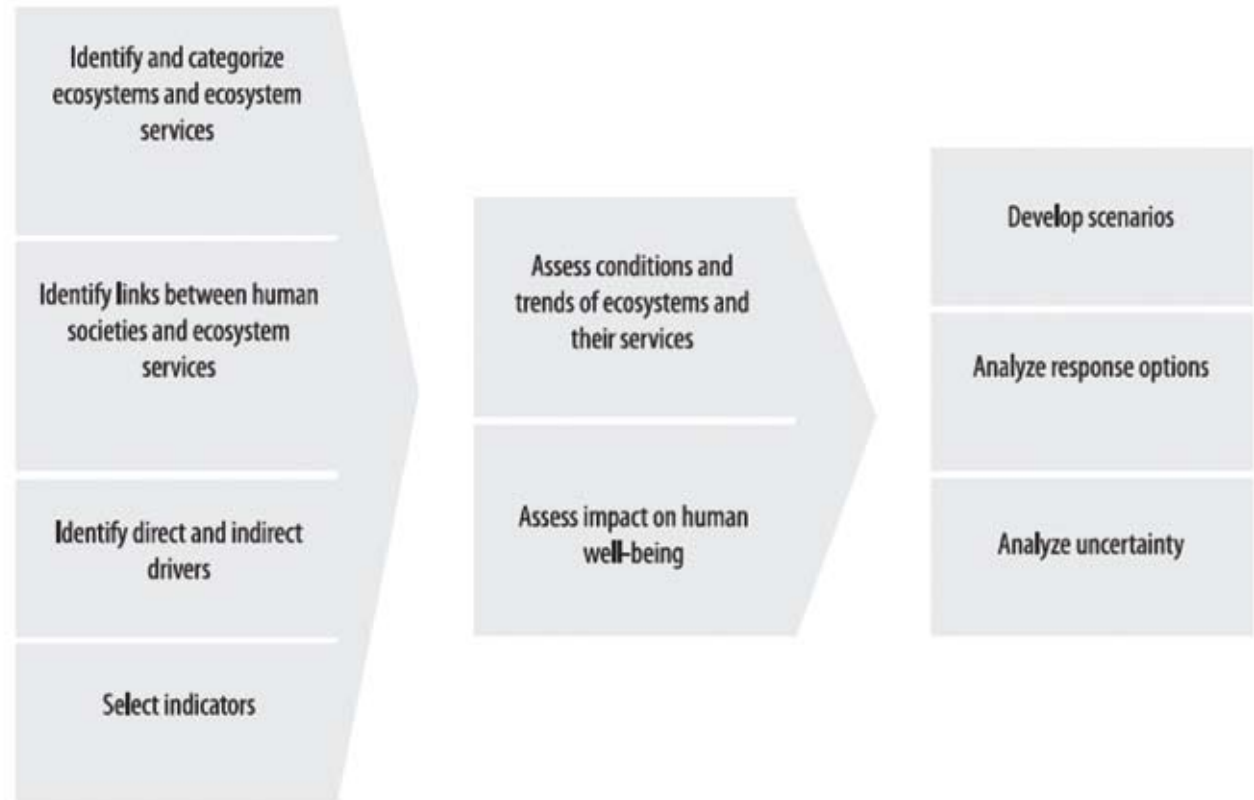 Identify and categorize
ecosystems and ecosystem
services
Identify links between human
societies and ecosystem
services
Identify direct and indirect
drivers
Select indicators
Assess conditions and
trends of ecosystems and
their services
Assess impact on human
well-being
Develop scenarios
Analyze response options
Analyze uncertainty